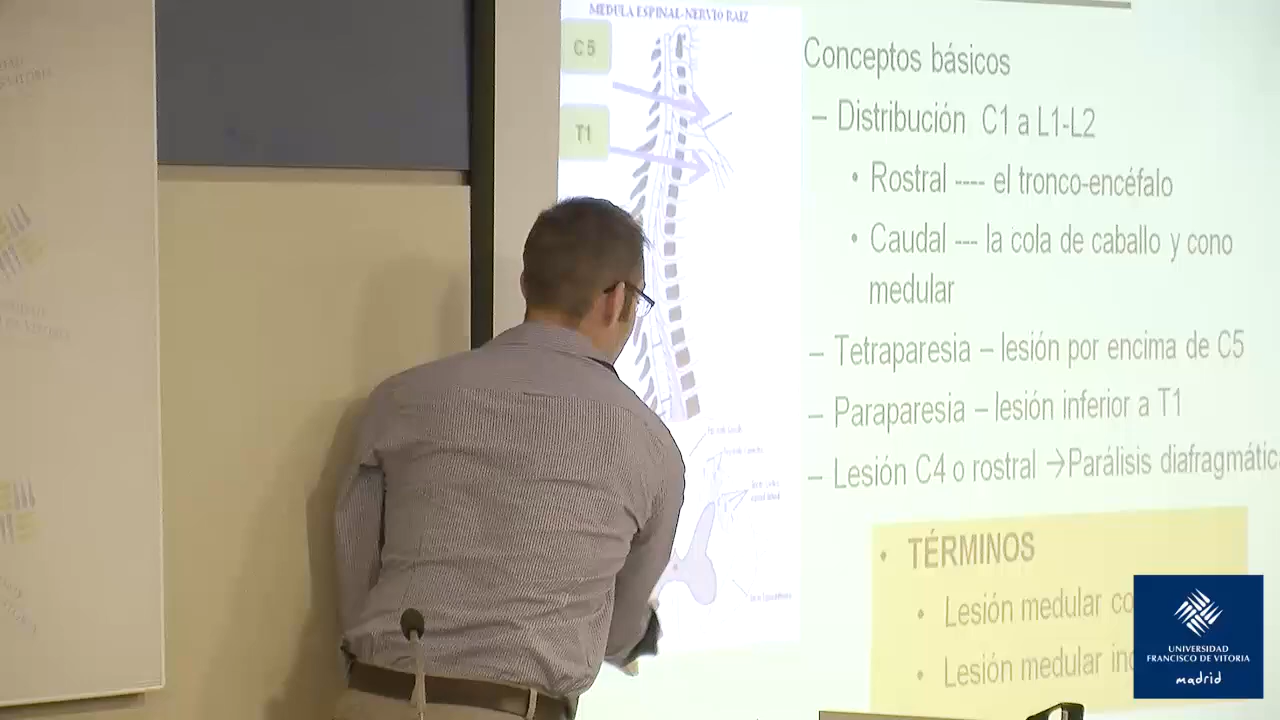 MEDULA ESPINAL-NERVIO RAIZ
C5
T1
Conceptos básicos
– Distribución C1 a L1-L2
• Rostral ---- el tronco-encéfalo
• Caudal --- la cola de caballo y cono
medular
– Tetraparesia – lesión por encima de C5
– Paraparesia – lesión inferior a T1
– Lesión C4 o rostral →Parálisis diafragmática
• TÉRMINOS
• Lesión medular co
• Lesión medular inc
UNIVERSIDAD
FRANCISCO DE VITORIA
madrid